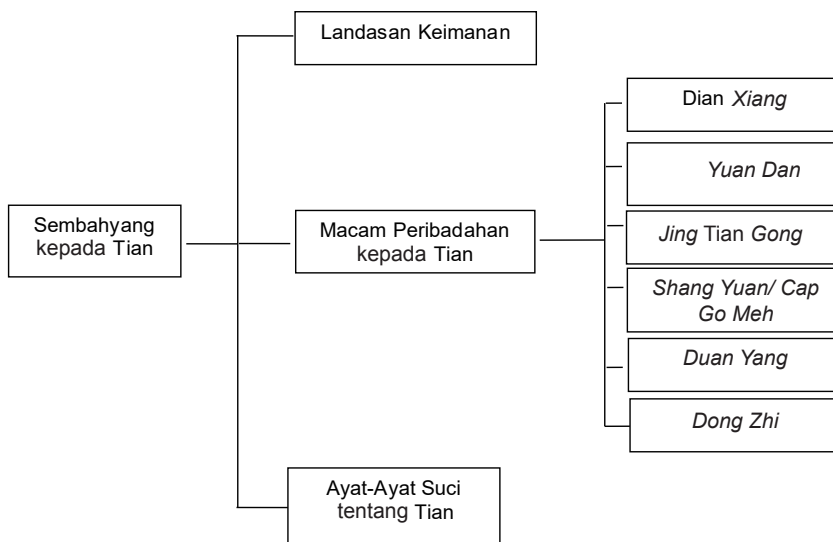 Landasan Keimanan
Sembahyang
kepada Tian
Macam Peribadahan
kepada Tian
Ayat-Ayat Suci
tentang Tian
Dian Xiang
Yuan Dan
Jing Tian Gong
Shang Yuan/ Cap
Go Meh
Duan Yang
Dong Zhi